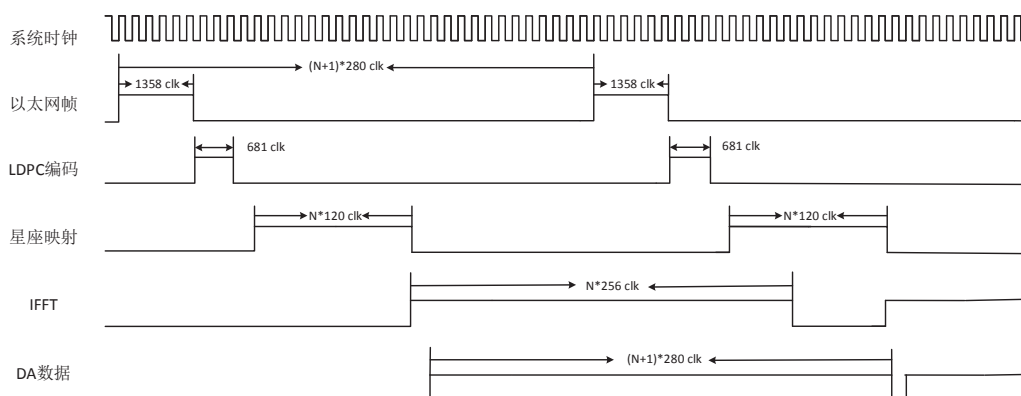 系统时钟
(N+1)*280 clk
1358 clk
1358 clk
以太网帧
681 clk
681 clk
LDPC编码
N*120 clk
N*120 clk
星座映射
N*256 clk
IFFT
(N+1)*280 clk
DA数据